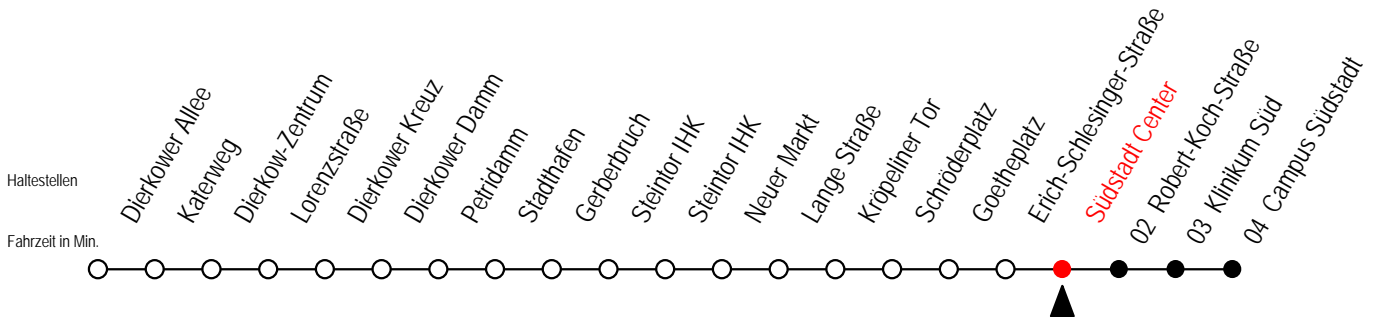 Haltestellen
Fahrzeit in Min.
Dierkower Allee
Katerweg
Dierkow-Zentrum
Lorenzstraße
Dierkower Kreuz
Dierkower Damm
Petridamm
Stadthafen
Gerberbruch
Steintor IHK
Steintor IHK
Neuer Markt
Lange Straße
Kröpeliner Tor
Schröderplatz
Goetheplatz
Erich-Schlesinger-Straße
Südstadt Center
02 Robert-Koch-Straße
03 Klinikum Süd
04 Campus Südstadt